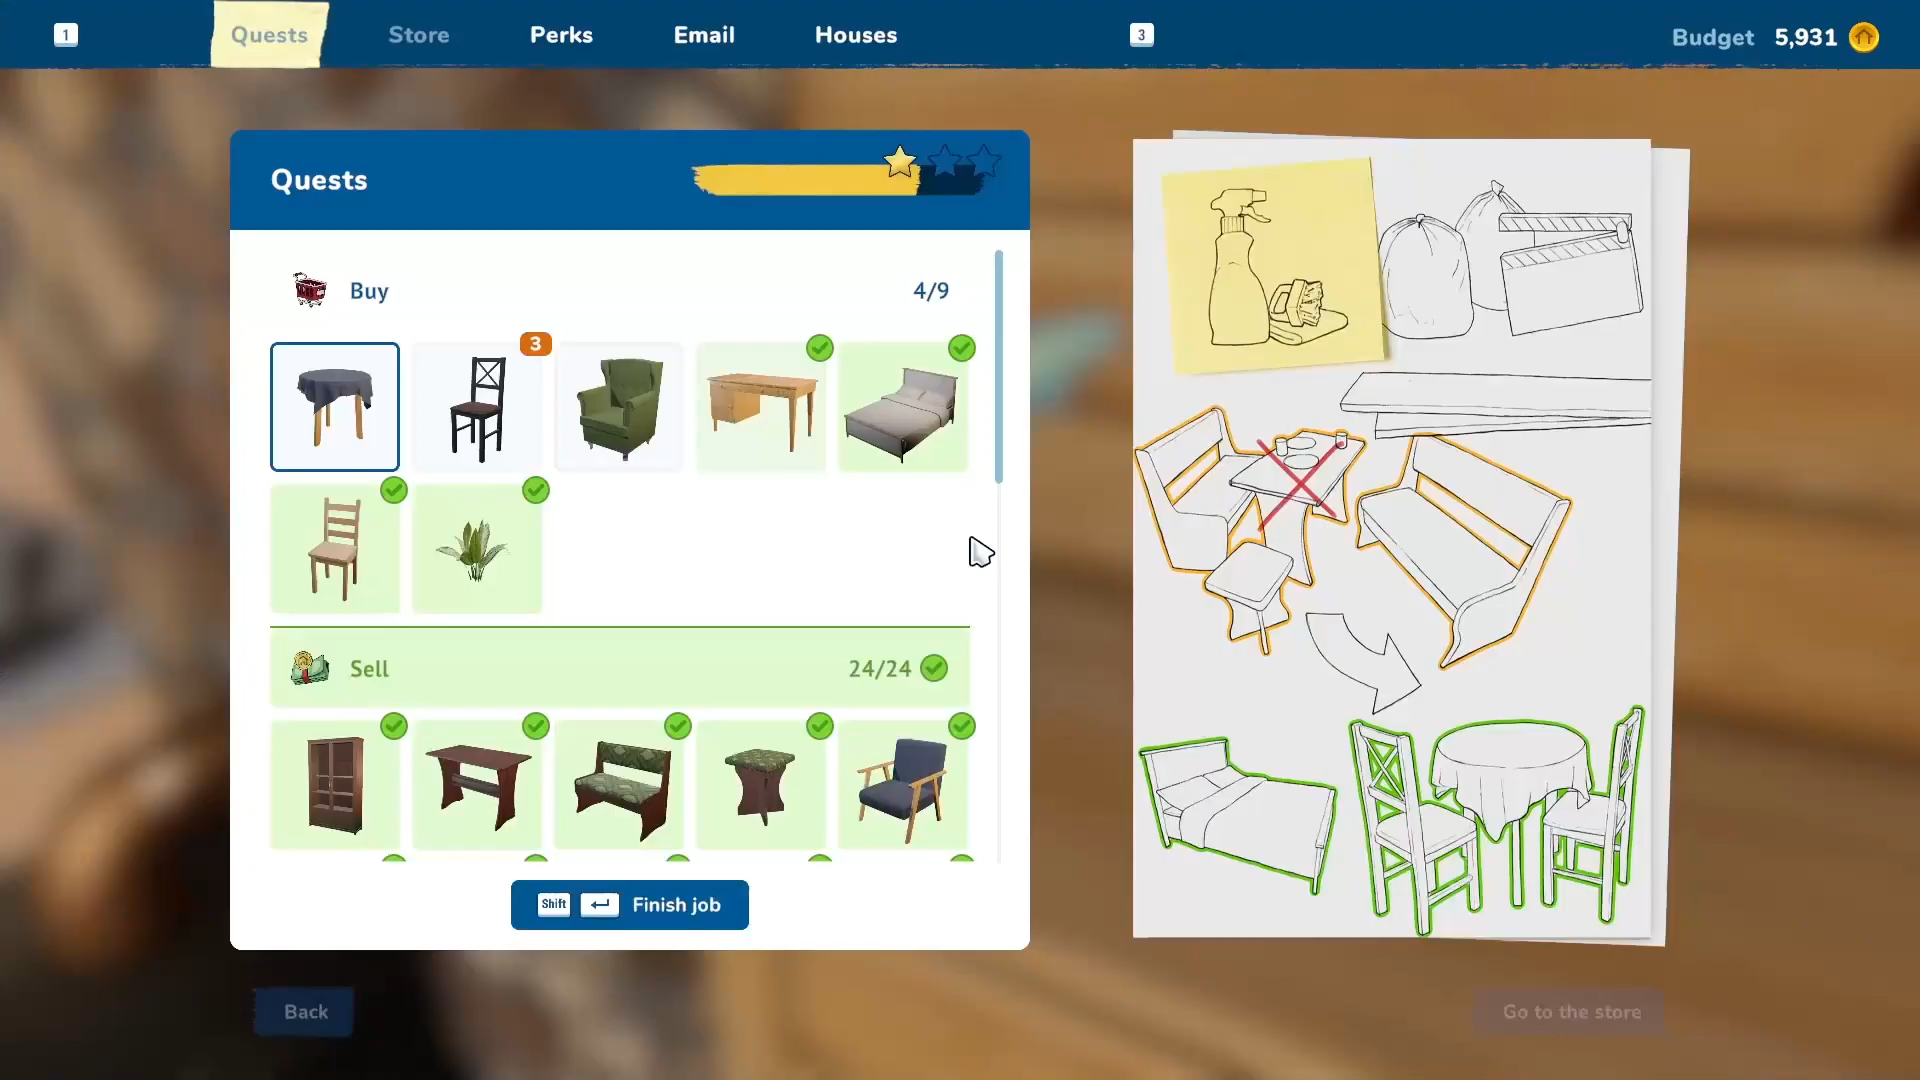 1
Quests
Store
Perks
Email
Houses
3
Budget 5,931
Quests
Buy
4/9
3
Sell
24/24
Shift
Finish job
Back
Go to the store